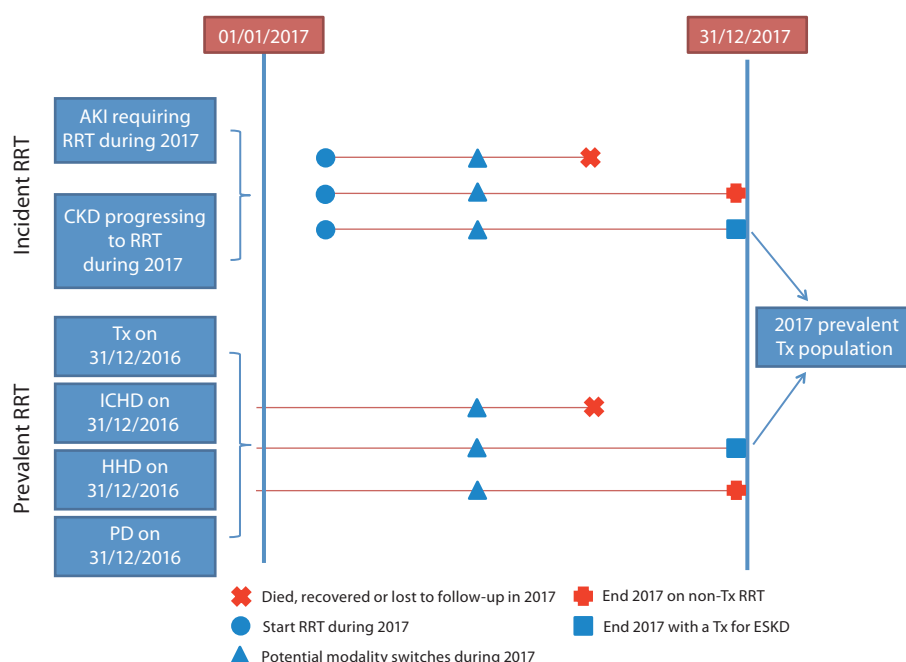 01/01/2017
31/12/2017
Incident RRT
AKI requiring
RRT during 2017
CKD progressing
to RRT
during 2017
Prevalent RRT
Tx on
31/12/2016
ICHD on
31/12/2016
HHD on
31/12/2016
PD on
31/12/2016
2017 prevalent
Tx population
Died, recovered or lost to follow-up in 2017
End 2017 on non-Tx RRT
Start RRT during 2017
End 2017 with a Tx for ESKD
Potential modality switches during 2017